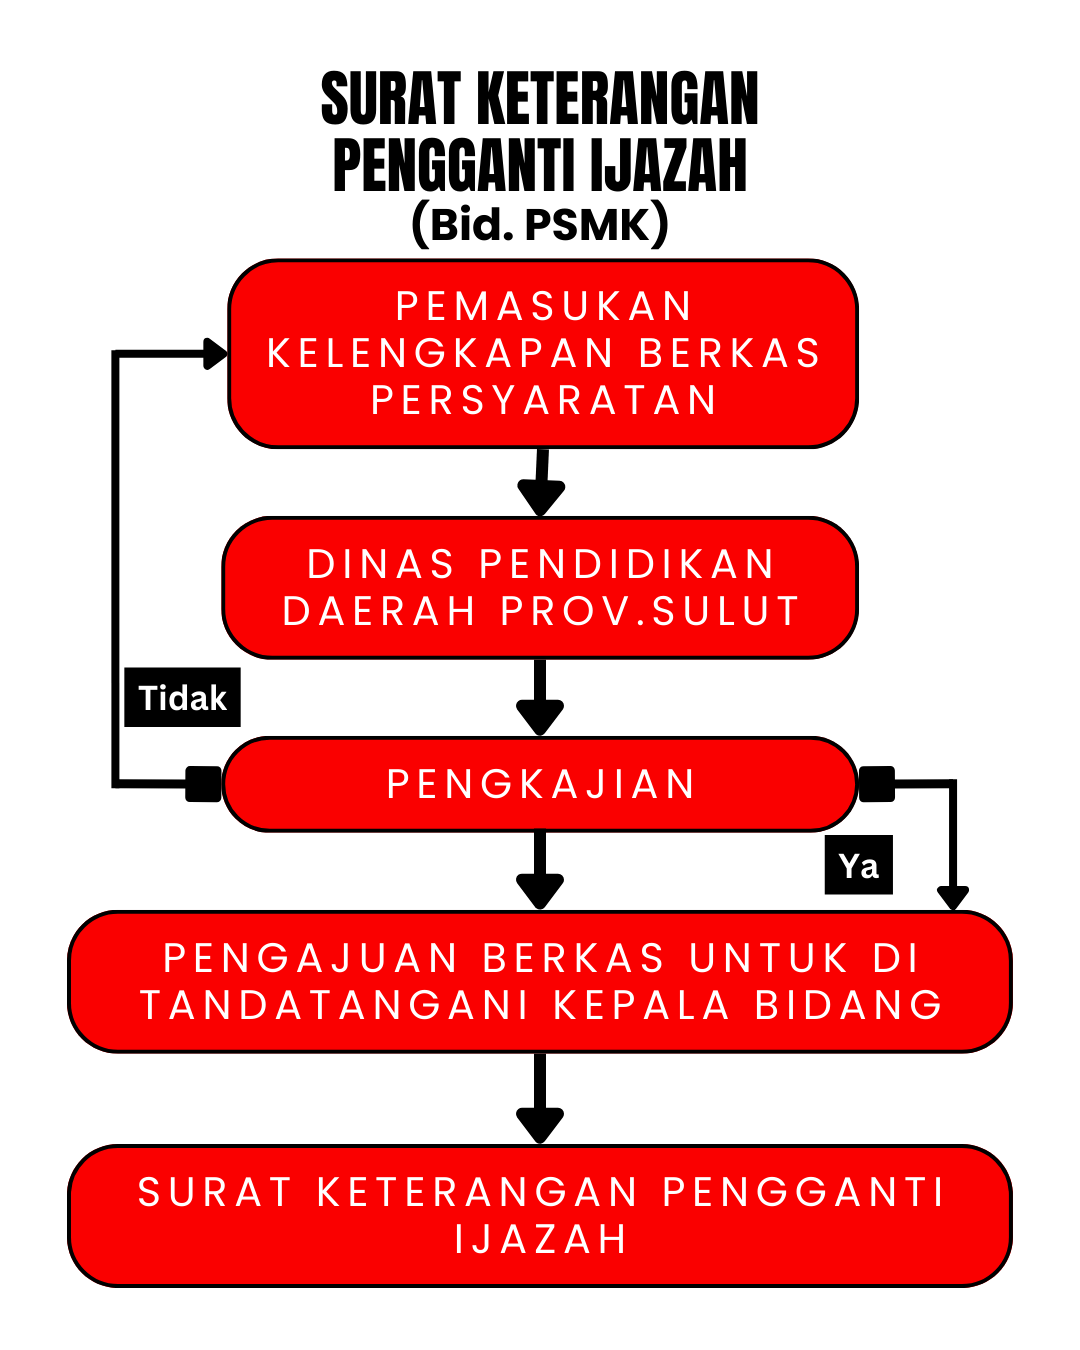 SURAT KETERANGAN
PENGGANTI IJAZAH
(Bid. PSMK)
PEMASUKAN
KELENGKAPAN BERKAS
PERSYARATAN
DINAS PENDIDIKAN
DAERAH PROV.SULUT
Tidak
PENGKAJIAN
Ya
PENGAJUAN BERKAS UNTUK DI
TANDATANGANI KEPALA BIDANG
SURAT KETERANGAN PENGGANTI
IJAZAH